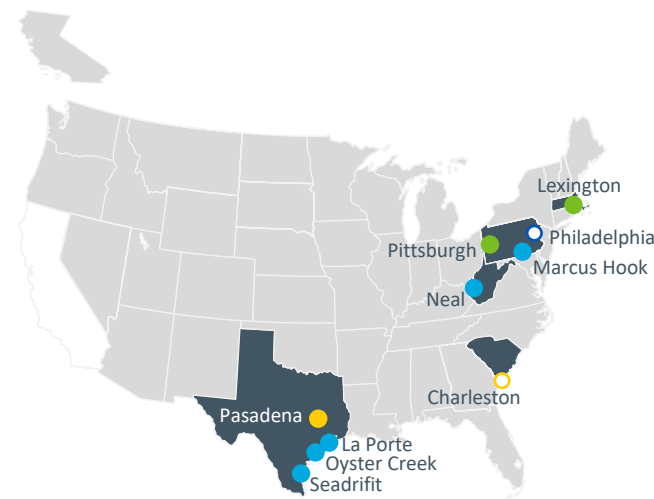 Lexington
Philadelphia
Pittsburgh
Marcus Hook
Neal
Charleston
Pasadena
La Porte
Oyster Creek
Seadrifit